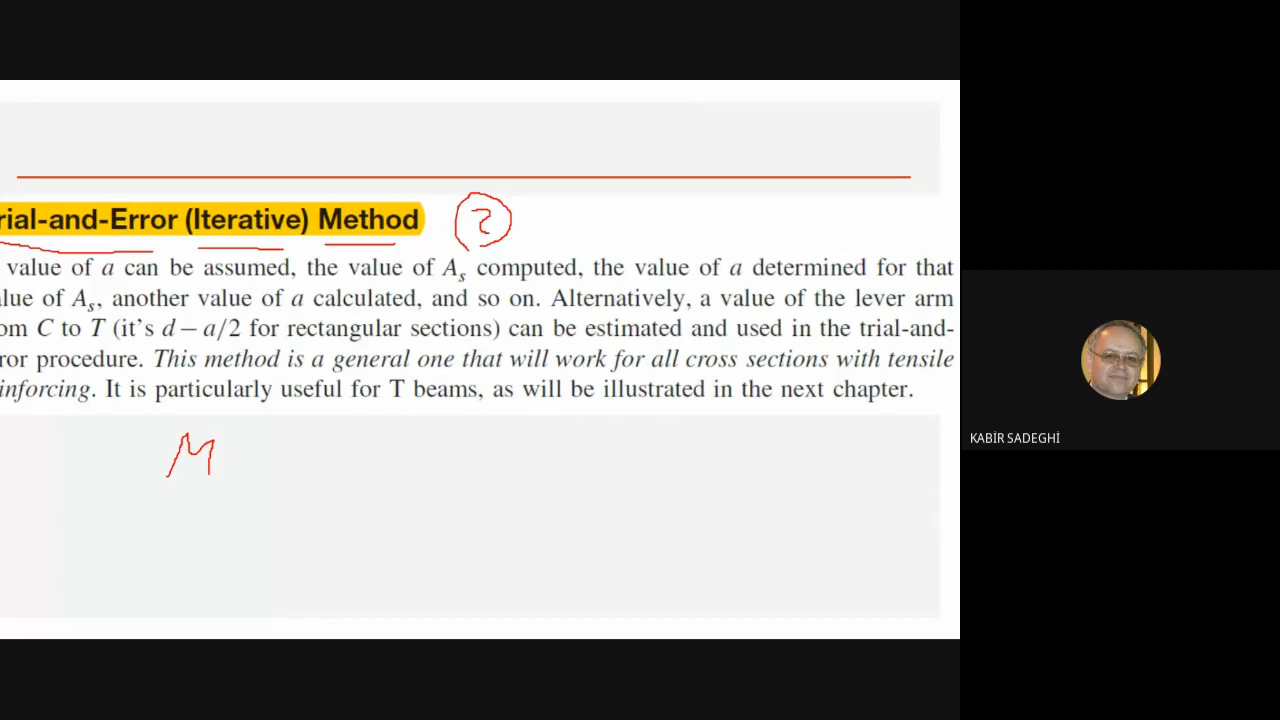 rial-and-Error (Iterative) Method 2
value of a can be assumed, the value of As computed, the value of a determined for that
alue of As, another value of a calculated, and so on. Alternatively, a value of the lever arm
om C to T (it's d − a/2 for rectangular sections) can be estimated and used in the trial-and-
ror procedure. This method is a general one that will work for all cross sections with tensile
inforcing. It is particularly useful for T beams, as will be illustrated in the next chapter.
M
KABİR SADEGHİ